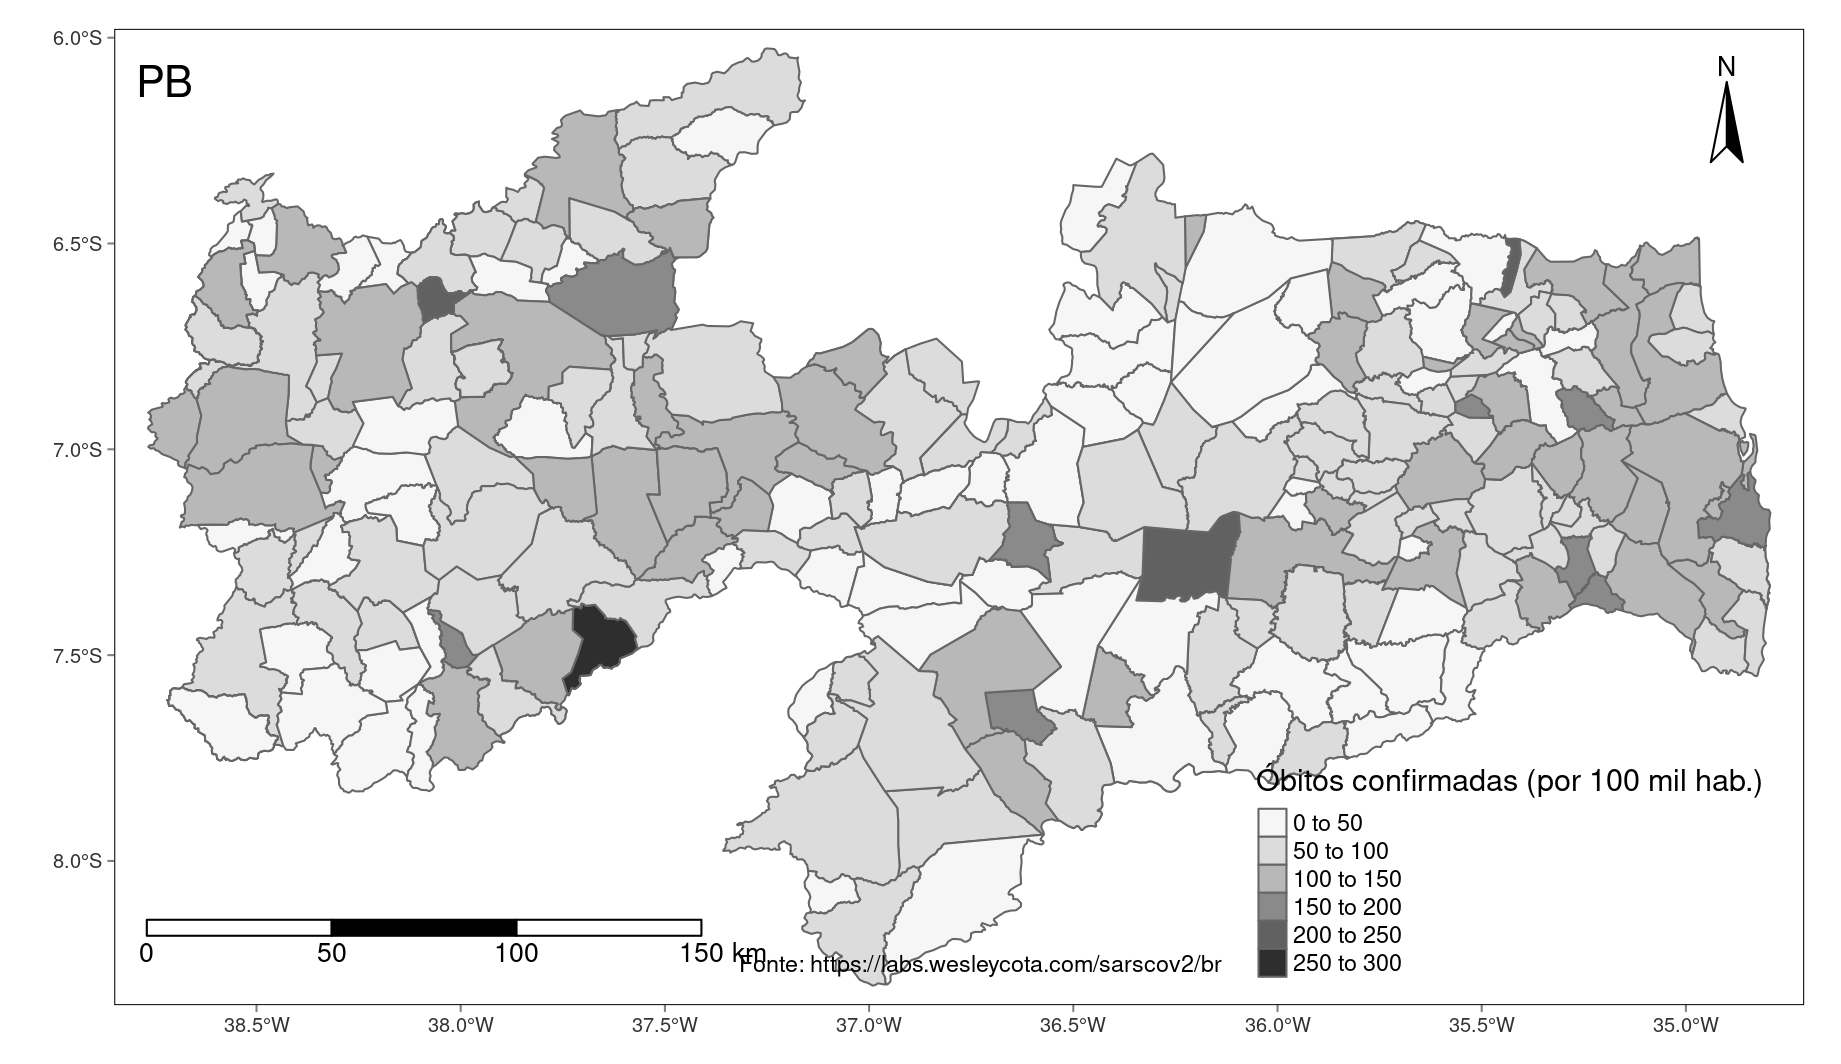 6.0°S
PB
N
6.5°S
7.0°S
7.5°S
8.0°S
Óbitos confirmadas (por 100 mil hab.)
0 to 50
50 to 100
100 to 150
150 to 200
200 to 250
250 to 300
0 50 100 150 km
Fonte: https://labs.wesleycota.com/sarscov2/br
38.5°W 38.0°W 37.5°W 37.0°W 36.5°W 36.0°W 35.5°W 35.0°W